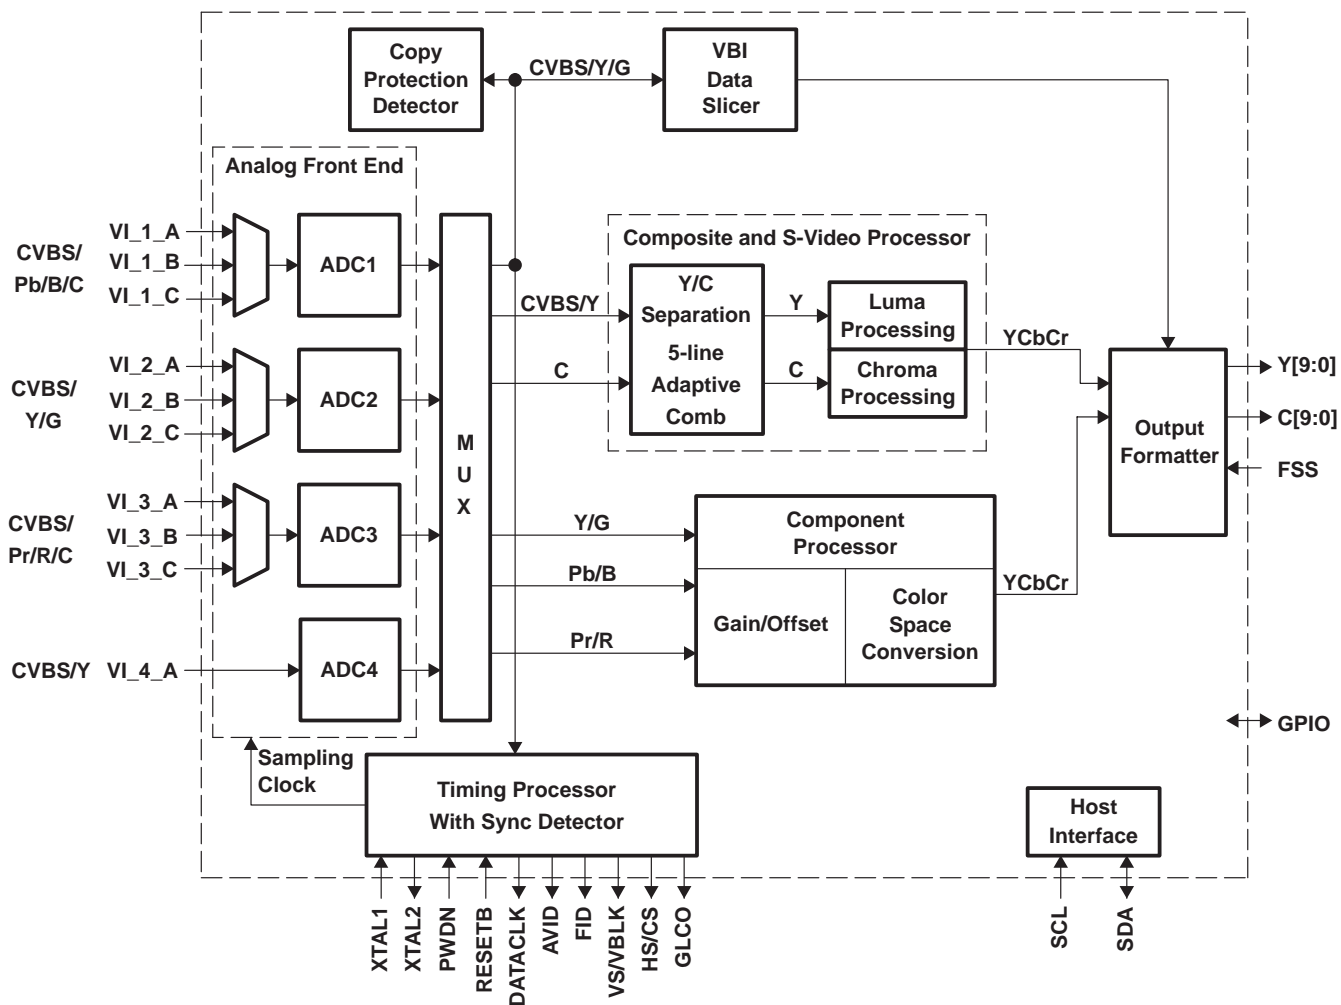 Copy
Protection
Detector
CVBS/Y/G
VBI
Data
Slicer
Analog Front End
CVBS/
Pb/B/C
VI_1_A
VI_1_B
VI_1_C
ADC1
CVBS/
Y/G
VI_2_A
VI_2_B
VI_2_C
ADC2
CVBS/
Pr/R/C
VI_3_A
VI_3_B
VI_3_C
ADC3
CVBS/Y
VI_4_A
ADC4
M
U
X
CVBS/Y
C
Composite and S-Video Processor
Y/C
Separation
5-line
Adaptive
Comb
Y
C
Luma
Processing
Chroma
Processing
YCbCr
Y/G
Pb/B
Pr/R
Component
Processor
Gain/Offset
Color
Space
Conversion
YCbCr
Output
Formatter
Y[9:0]
C[9:0]
FSS
GPIO
Sampling
Clock
Timing Processor
With Sync Detector
Host
Interface
XTAL1
XTAL2
PWDN
RESETB
DATACLK
AVID
FID
VS/VBLK
HS/CS
GLCO
SCL
SDA